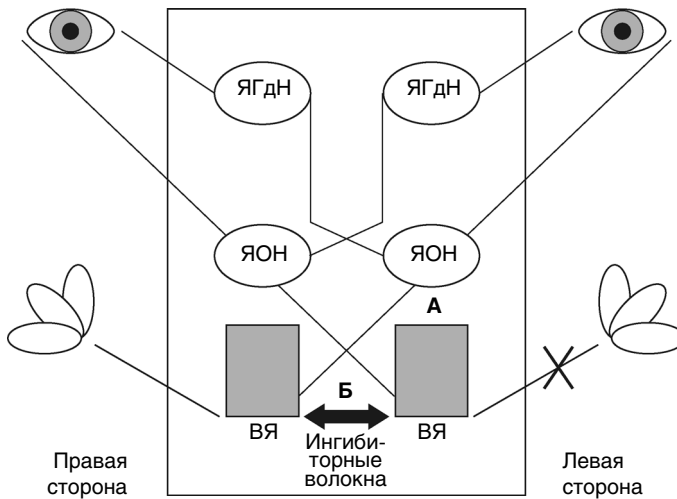 ЯГдН ЯГдН
ЯОН ЯОН
А
Б
ВЯ ВЯ
Ингиби-
торные
волокна
Правая
сторона
Левая
сторона